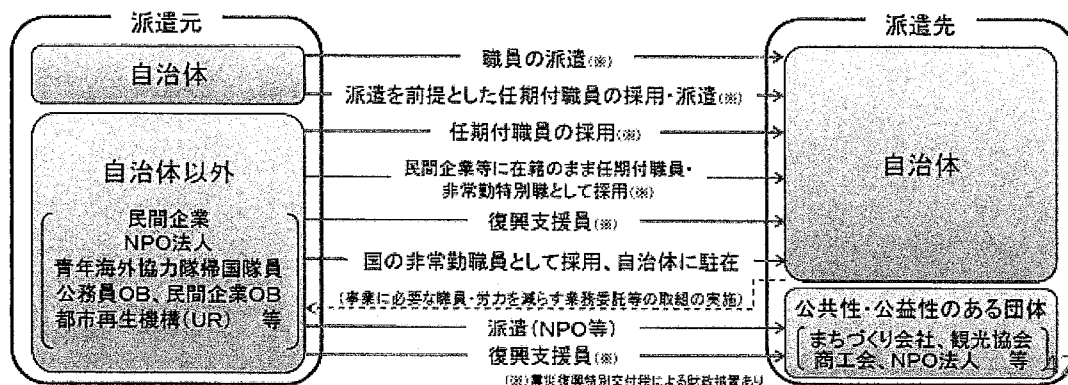 派遣元
自治体
自治体以外
民間企業
NPO法人
青年海外協力隊帰国隊員
公務員OB、民間企業OB
都市再生機構(UR) 等
職員の派遣(※)
派遣を前提とした任期付職員の採用・派遣(※)
任期付職員の採用(※)
民間企業等に在籍のまま任期付職員・
非常勤特別職として採用(※)
復興支援員(※)
国の非常勤職員として採用、自治体に駐在
(事業に必要な職員・労力を減らす業務委託等の取組の実施)
派遣(NPO等)
復興支援員(※)
(※)震災復興特別交付税による財政措置あり
派遣先
自治体
公共性・公益性のある団体
まちづくり会社、観光協会
商工会、NPO法人 等